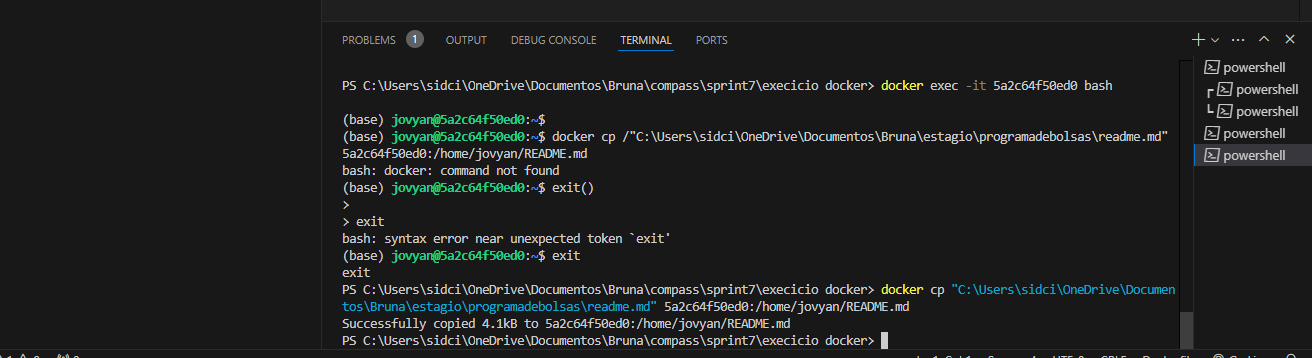 PROBLEMS 1 OUTPUT DEBUG CONSOLE TERMINAL PORTS
PS C:\Users\sidci\OneDrive\Documentos\Bruna\compass\sprint7\execicio docker> docker exec -it 5a2c64f50ed0 bash
(base) jovyan@5a2c64f50ed0:~$
(base) jovyan@5a2c64f50ed0:~$ docker cp /"C:\Users\sidci\OneDrive\Documentos\Bruna\estagio\programadebolsas\readme.md"
5a2c64f50ed0:/home/jovyan/README.md
bash: docker: command not found
(base) jovyan@5a2c64f50ed0:~$ exit()
>
> exit
bash: syntax error near unexpected token `exit'
(base) jovyan@5a2c64f50ed0:~$ exit
exit
PS C:\Users\sidci\OneDrive\Documentos\Bruna\compass\sprint7\execicio docker> docker cp "C:\Users\sidci\OneDrive\Documen
tos\Bruna\estagio\programadebolsas\readme.md" 5a2c64f50ed0:/home/jovyan/README.md
Successfully copied 4.1kB to 5a2c64f50ed0:/home/jovyan/README.md
PS C:\Users\sidci\OneDrive\Documentos\Bruna\compass\sprint7\execicio docker>
powershell
powershell
powershell
powershell
powershell